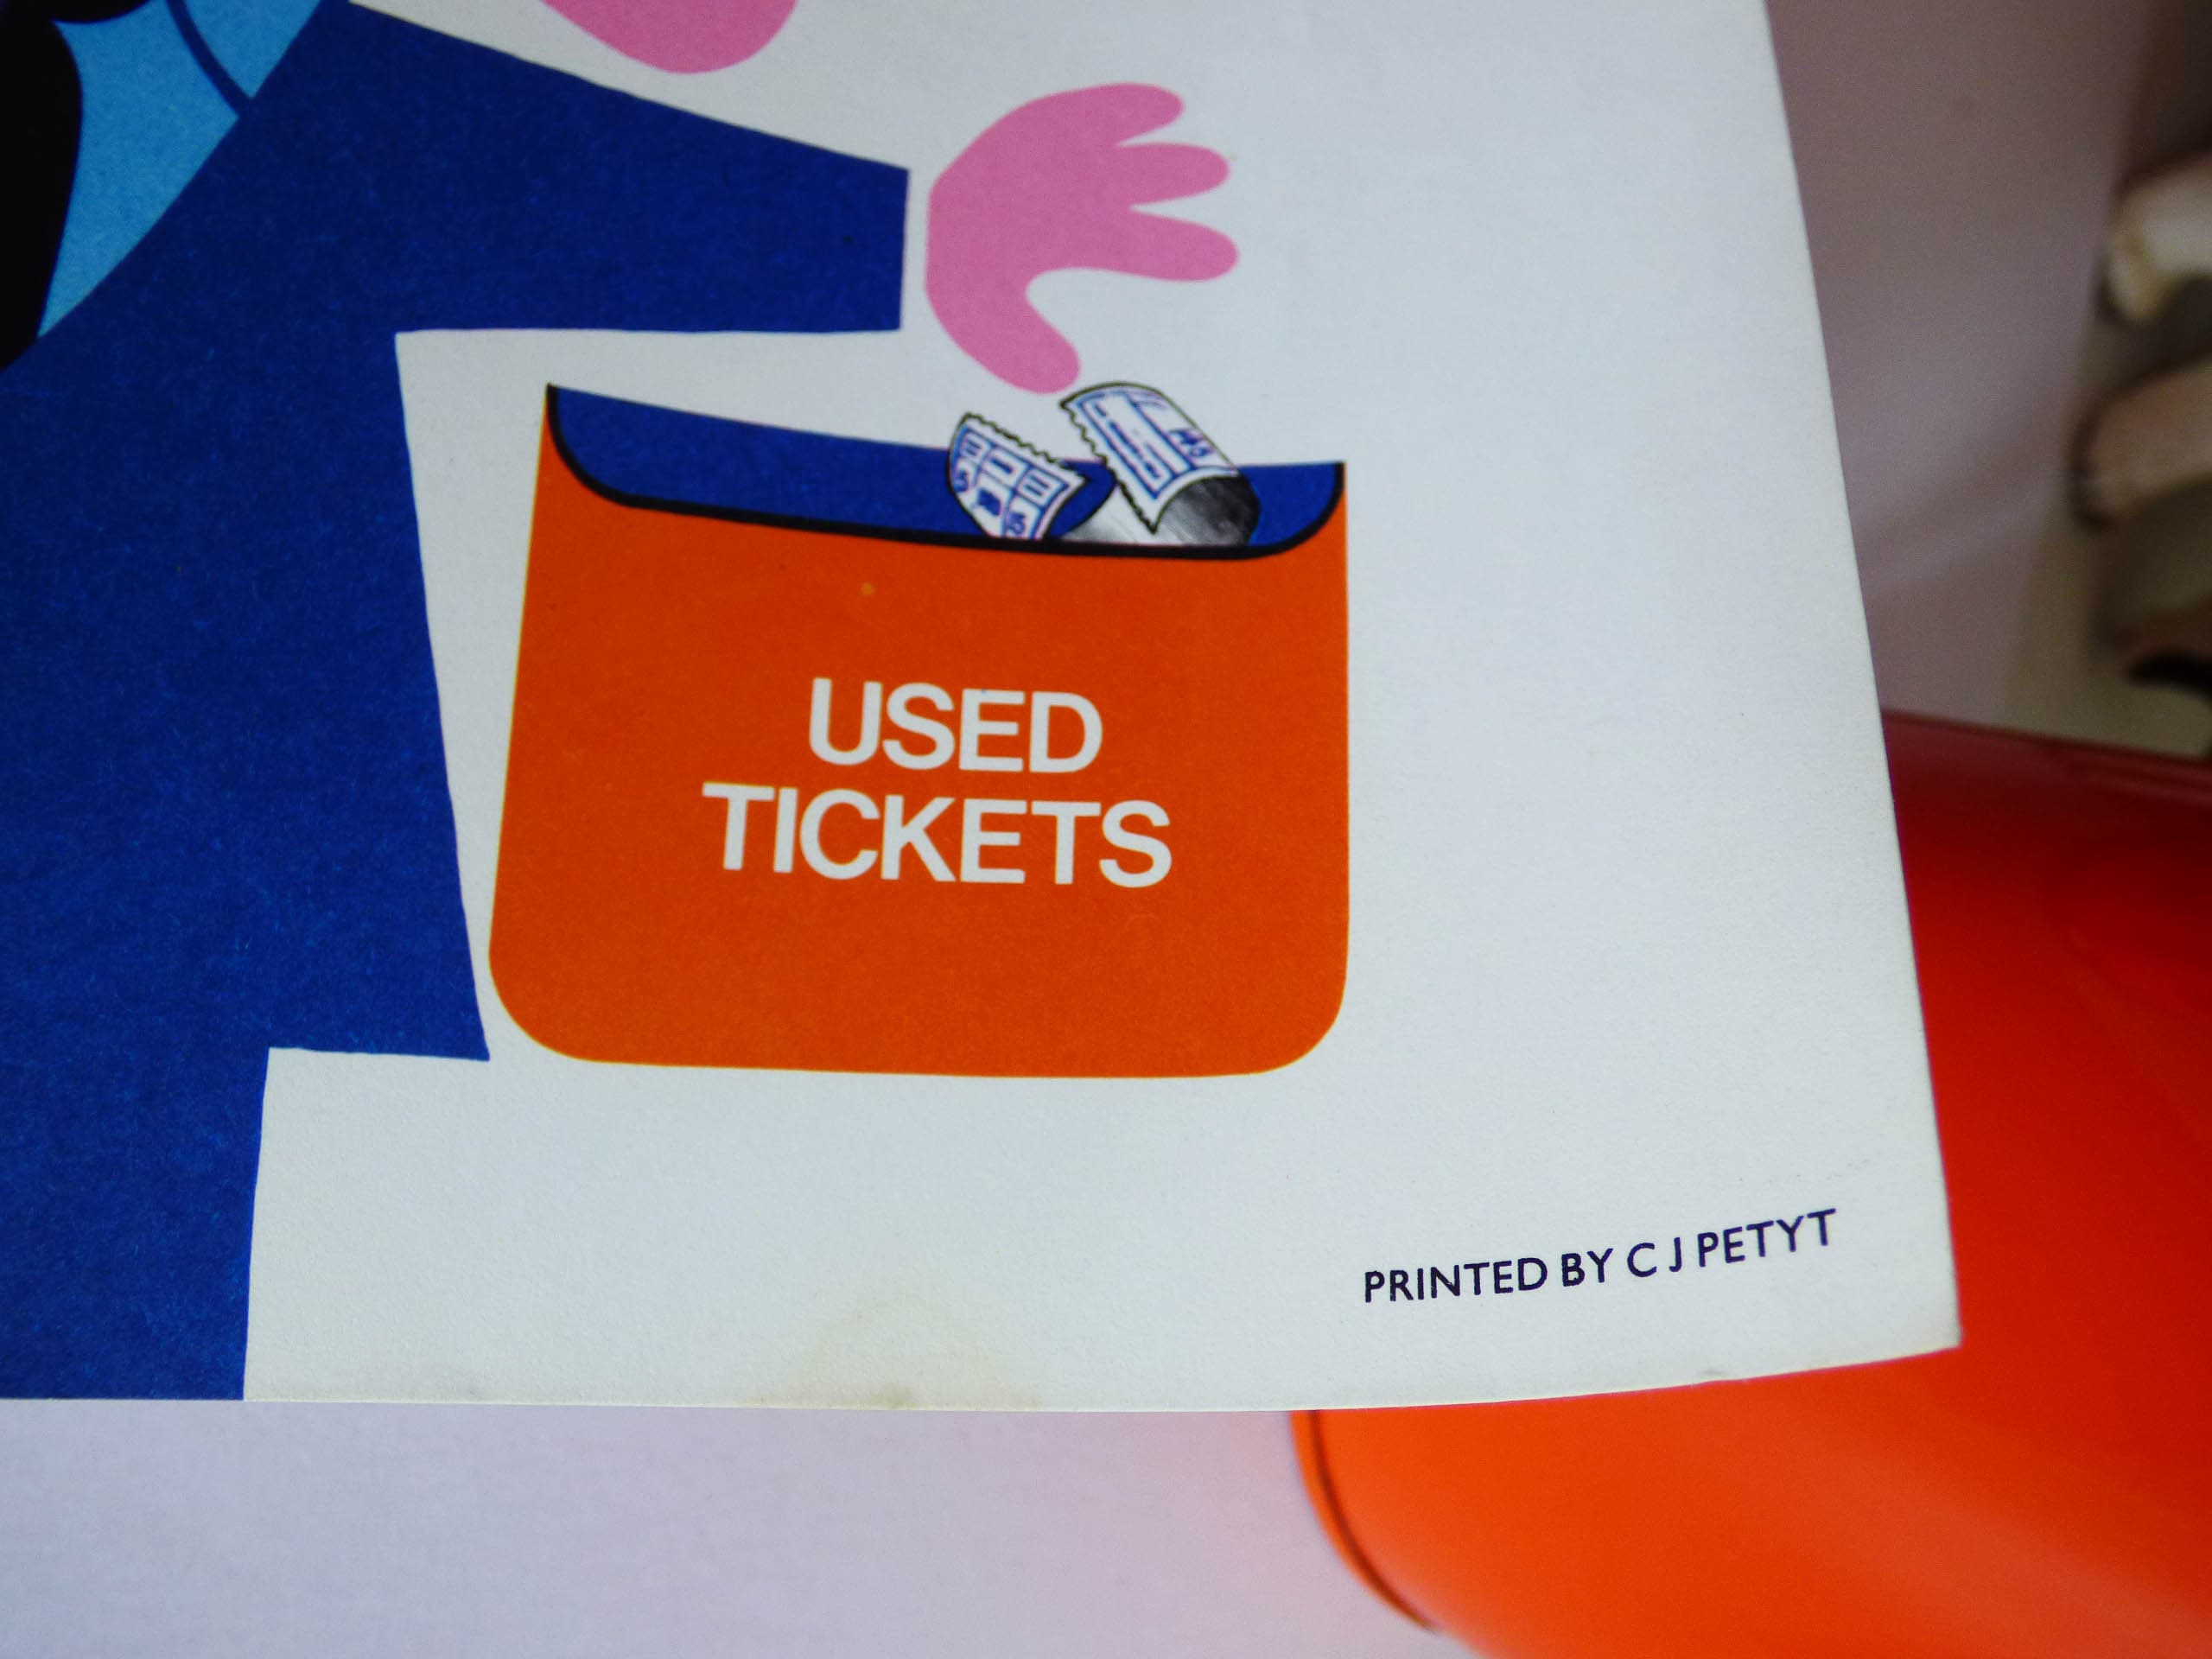 USED
TICKETS
PRINTED BY C J PETYT